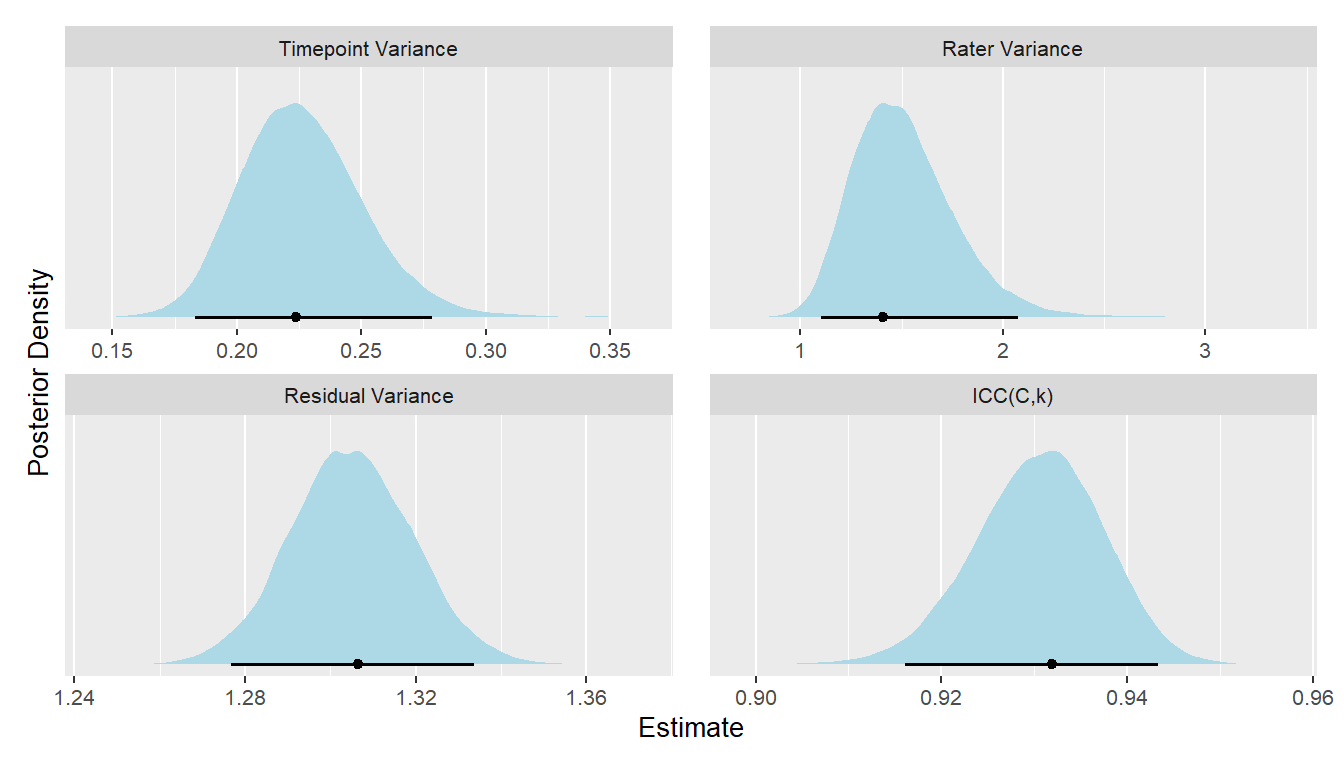 Timepoint Variance
Rater Variance
0.15 0.20 0.25 0.30 0.35
1 2 3
Posterior Density
Residual Variance
ICC(C,k)
1.24 1.28 1.32 1.36
0.90 0.92 0.94 0.96
Estimate